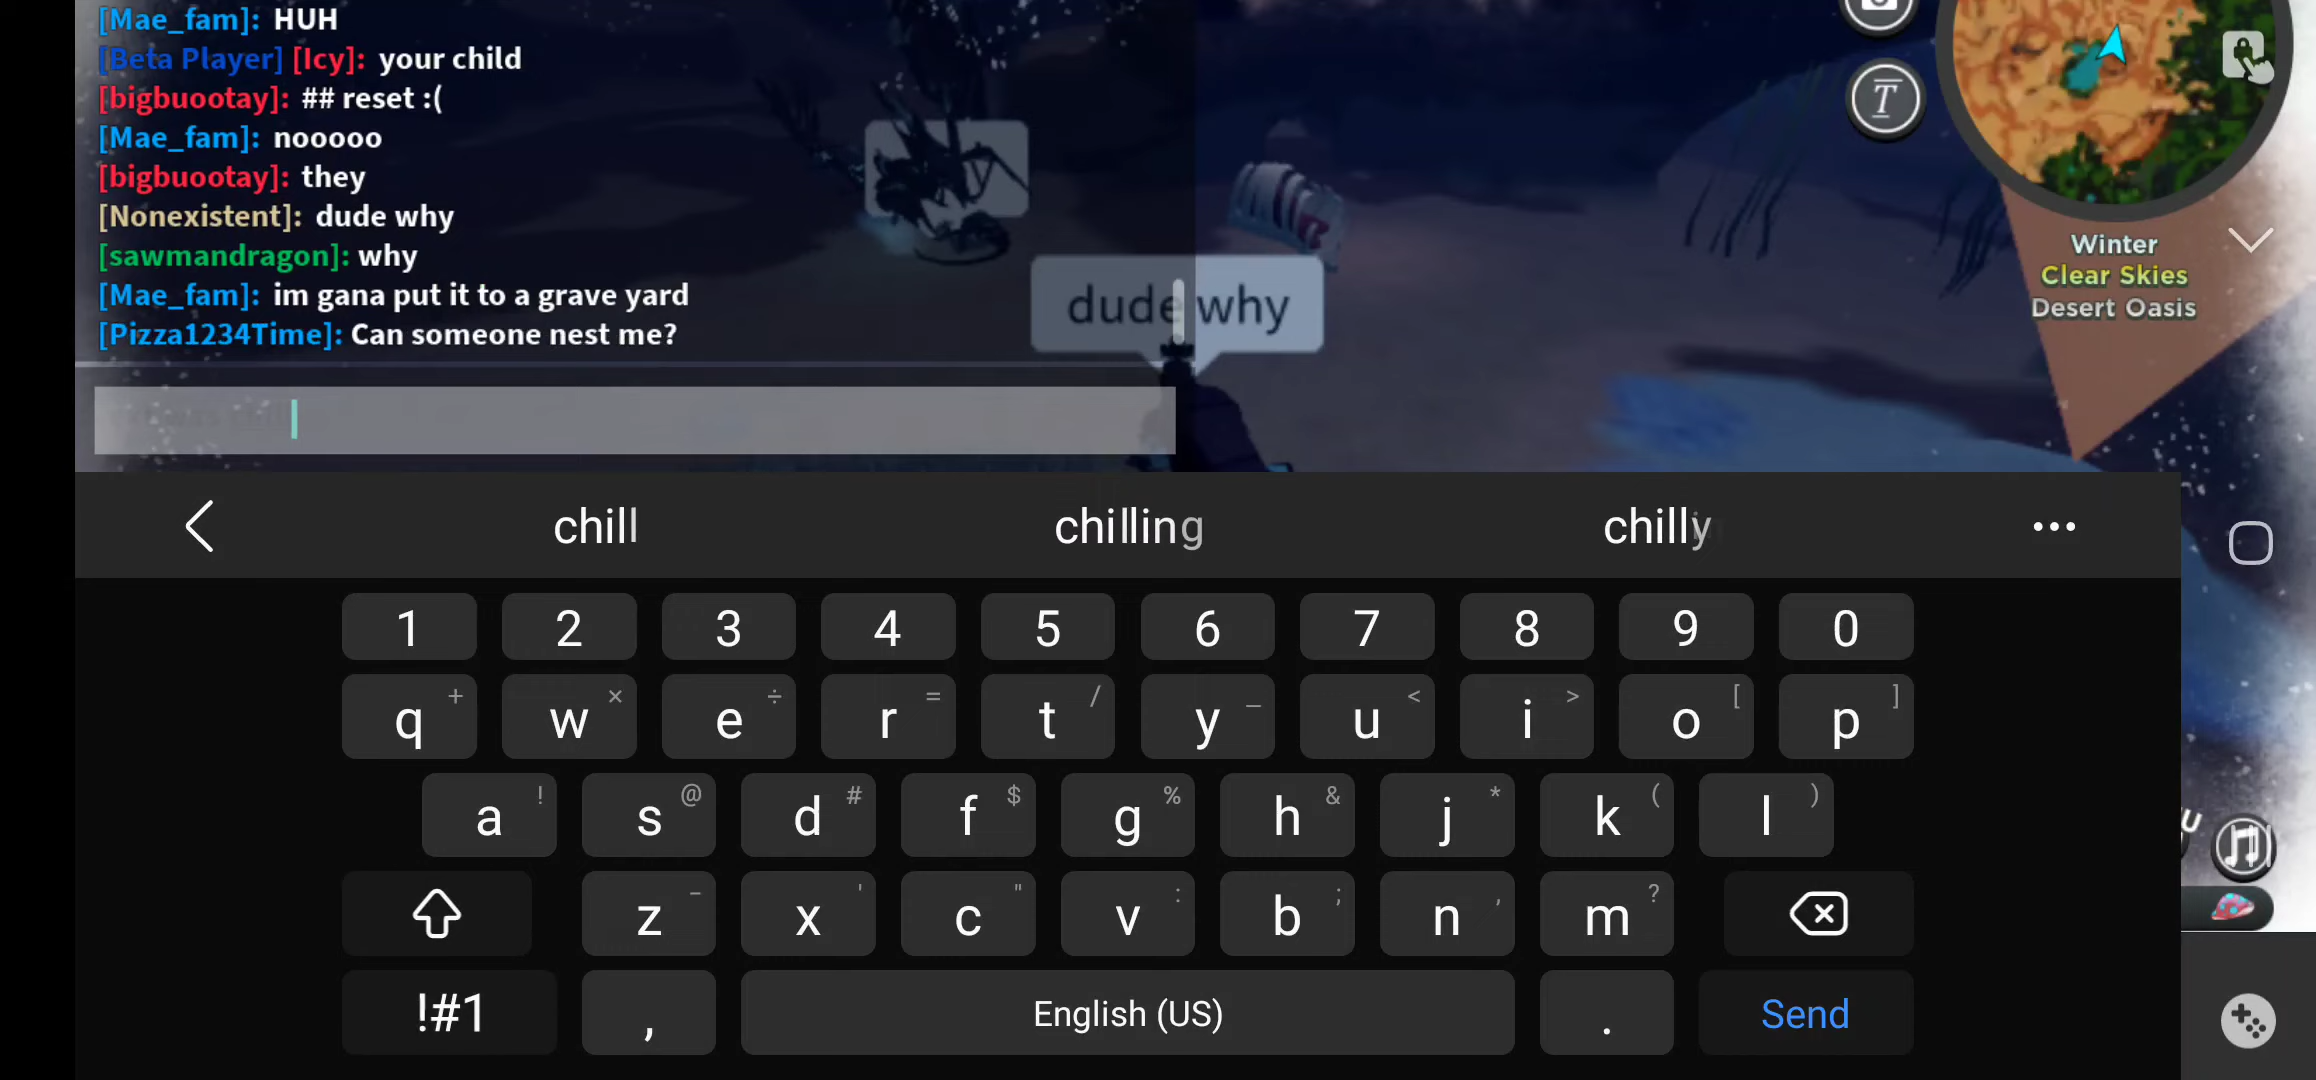 [Mae_fam]: HUH
[Beta Player] [Icy]: your child
[bigbuootay]: ## reset :(
[Mae_fam]: nooooo
[bigbuootay]: they
[Nonexistent]: dude why
[sawmandragon]: why
[Mae_fam]: im gana put it to a grave yard
[Pizza1234Time]: Can someone nest me?
dude why
T
Winter
Clear Skies
Desert Oasis
chill chilling chilly
1 2 3 4 5 6 7 8 9 0
q + w × e ÷ r = t / y _ u < i > o [ p ]
a ! s @ d # f $ g % h & j * k ( l )
z - x ' c " v : b ; n , m ?
!#1 , English (US) . Send